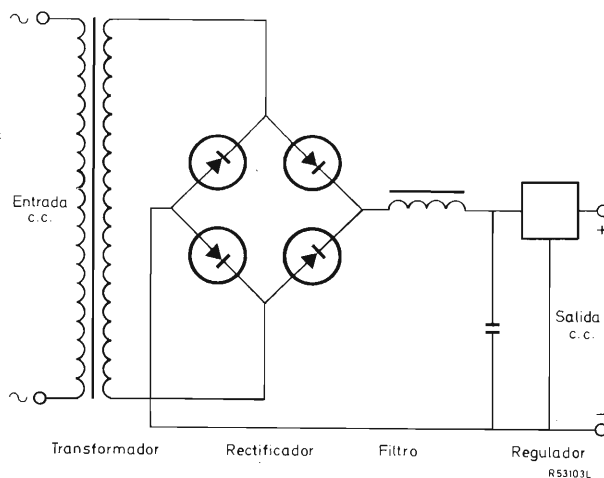 Entrada
c.c.
+
Salida
c.c.
−
Transformador Rectificador Filtro Regulador
R53103L